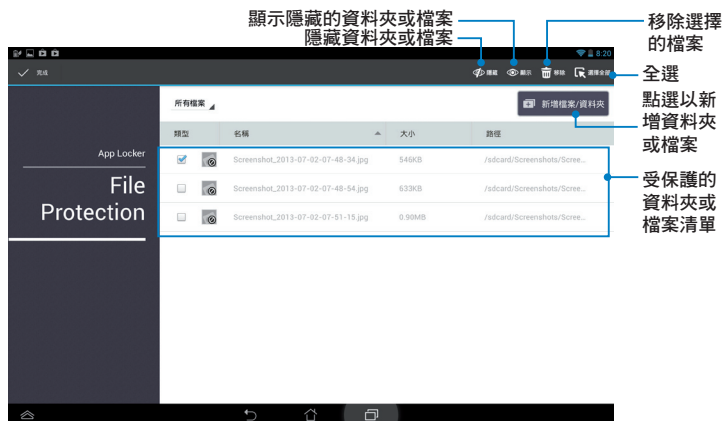 顯示隱藏的資料夾或檔案
隱藏資料夾或檔案
移除選擇
的檔案
8:20
完成
隱藏
顯示
移除
選擇全部
全選
所有檔案
新增檔案/資料夾
點選以新
增資料夾
或檔案
類型
名稱
大小
路徑
App Locker
File
Protection
Screenshot_2013-07-02-07-48-34.jpg
546KB
/sdcard/Screenshots/Scree...
Screenshot_2013-07-02-07-48-54.jpg
633KB
/sdcard/Screenshots/Scree...
Screenshot_2013-07-02-07-51-15.jpg
0.90MB
/sdcard/Screenshots/Scree...
受保護的
資料夾或
檔案清單